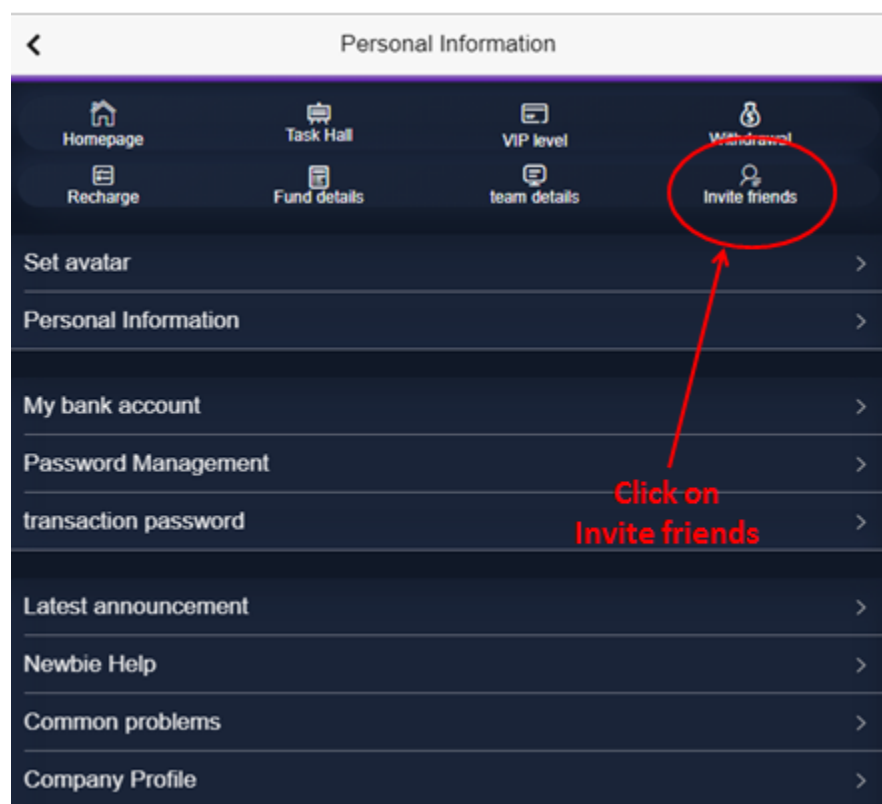 Personal Information
Homepage
Task Hall
VIP level
Withdrawal
Recharge
Fund details
team details
Invite friends
Set avatar
Personal Information
My bank account
Password Management
Click on
transaction password
Invite friends
Latest announcement
Newbie Help
Common problems
Company Profile